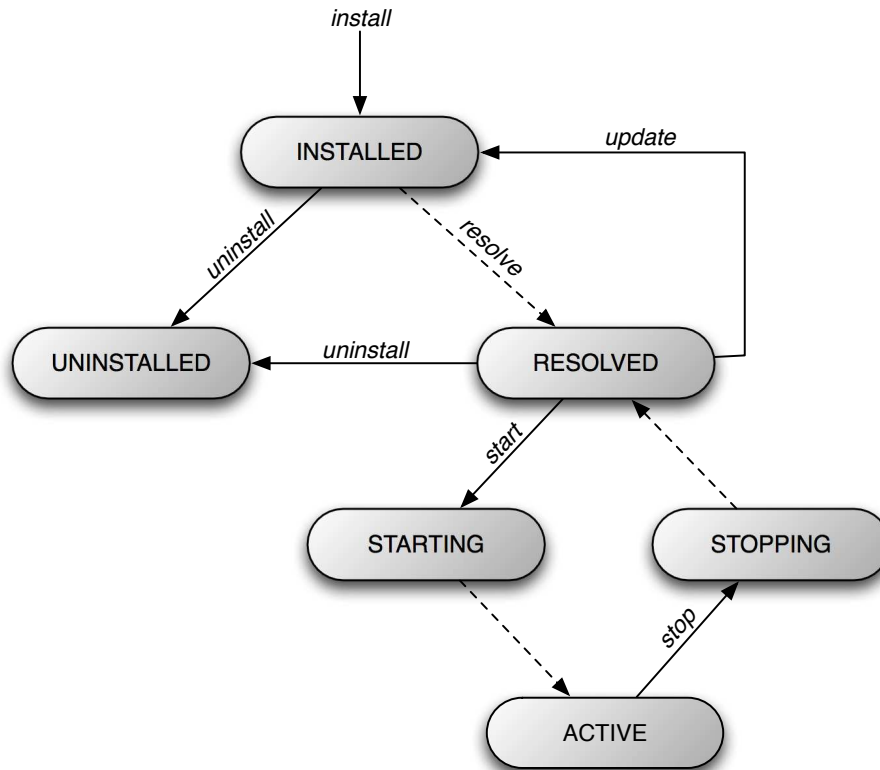 install
INSTALLED
update
uninstall
resolve
UNINSTALLED
uninstall
RESOLVED
start
STARTING
STOPPING
stop
ACTIVE